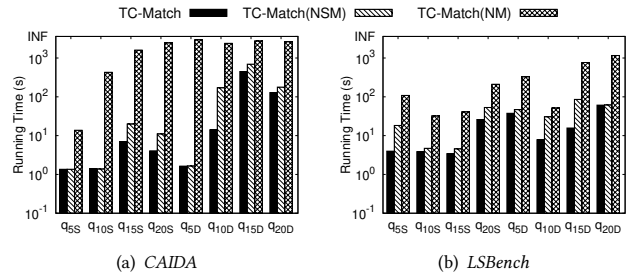 TC-Match TC-Match(NSM) TC-Match(NM)
Running Time (s)
INF
10³
10²
10¹
10⁰
10⁻¹
q₅S q₁₀S q₁₅S q₂₀S q₅D q₁₀D q₁₅D q₂₀D
(a) CAIDA
Running Time (s)
INF
10³
10²
10¹
10⁰
10⁻¹
q₅S q₁₀S q₁₅S q₂₀S q₅D q₁₀D q₁₅D q₂₀D
(b) LSBench